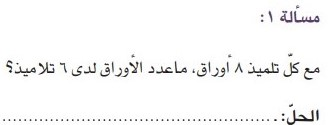 مسألة ١:
مع كلّ تلميذ ٨ أوراق، ماعدد الأوراق لدى ٦ تلاميذ؟
الحلّ: ........................................................